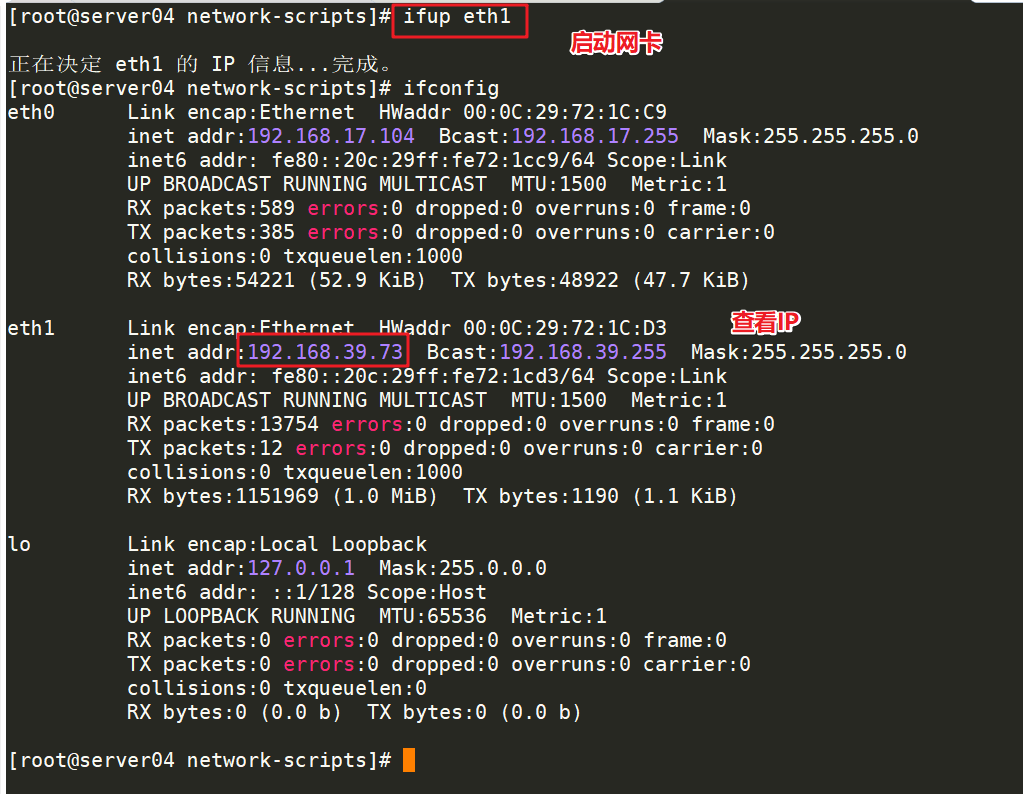 [root@server04 network-scripts]# ifup eth1
启动网卡
正在决定 eth1 的 IP 信息...完成。
[root@server04 network-scripts]# ifconfig
eth0      Link encap:Ethernet  HWaddr 00:0C:29:72:1C:C9
          inet addr:192.168.17.104  Bcast:192.168.17.255  Mask:255.255.255.0
          inet6 addr: fe80::20c:29ff:fe72:1cc9/64 Scope:Link
          UP BROADCAST RUNNING MULTICAST  MTU:1500  Metric:1
          RX packets:589 errors:0 dropped:0 overruns:0 frame:0
          TX packets:385 errors:0 dropped:0 overruns:0 carrier:0
          collisions:0 txqueuelen:1000
          RX bytes:54221 (52.9 KiB)  TX bytes:48922 (47.7 KiB)
eth1      Link encap:Ethernet  HWaddr 00:0C:29:72:1C:D3
查看IP
          inet addr:192.168.39.73  Bcast:192.168.39.255  Mask:255.255.255.0
          inet6 addr: fe80::20c:29ff:fe72:1cd3/64 Scope:Link
          UP BROADCAST RUNNING MULTICAST  MTU:1500  Metric:1
          RX packets:13754 errors:0 dropped:0 overruns:0 frame:0
          TX packets:12 errors:0 dropped:0 overruns:0 carrier:0
          collisions:0 txqueuelen:1000
          RX bytes:1151969 (1.0 MiB)  TX bytes:1190 (1.1 KiB)
lo        Link encap:Local Loopback
          inet addr:127.0.0.1  Mask:255.0.0.0
          inet6 addr: ::1/128 Scope:Host
          UP LOOPBACK RUNNING  MTU:65536  Metric:1
          RX packets:0 errors:0 dropped:0 overruns:0 frame:0
          TX packets:0 errors:0 dropped:0 overruns:0 carrier:0
          collisions:0 txqueuelen:0
          RX bytes:0 (0.0 b)  TX bytes:0 (0.0 b)
[root@server04 network-scripts]#